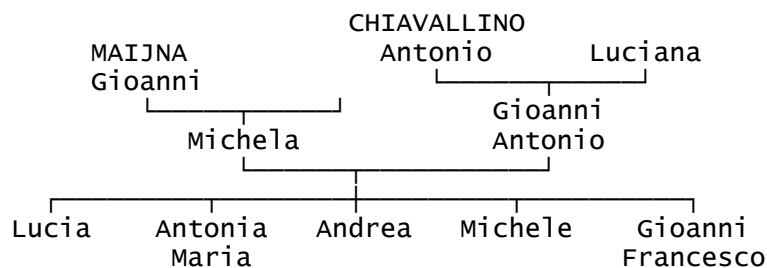 CHIAVALLINO
MAIJNA Antonio Luciana
Gioanni
Gioanni
Michela Antonio
Lucia Antonia Andrea Michele Gioanni
Maria Francesco